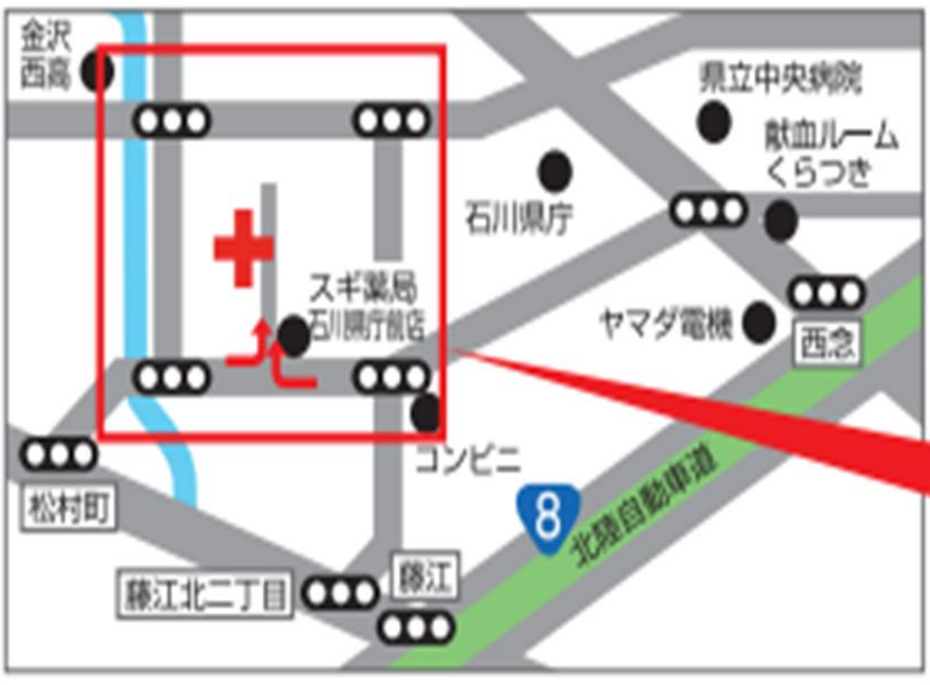 金沢
西高
県立中央病院
献血ルーム
くらつき
石川県庁
スギ薬局
石川県庁前店
ヤマダ電機
西念
コンビニ
松村町
8
北陸自動車道
藤江北二丁目
藤江